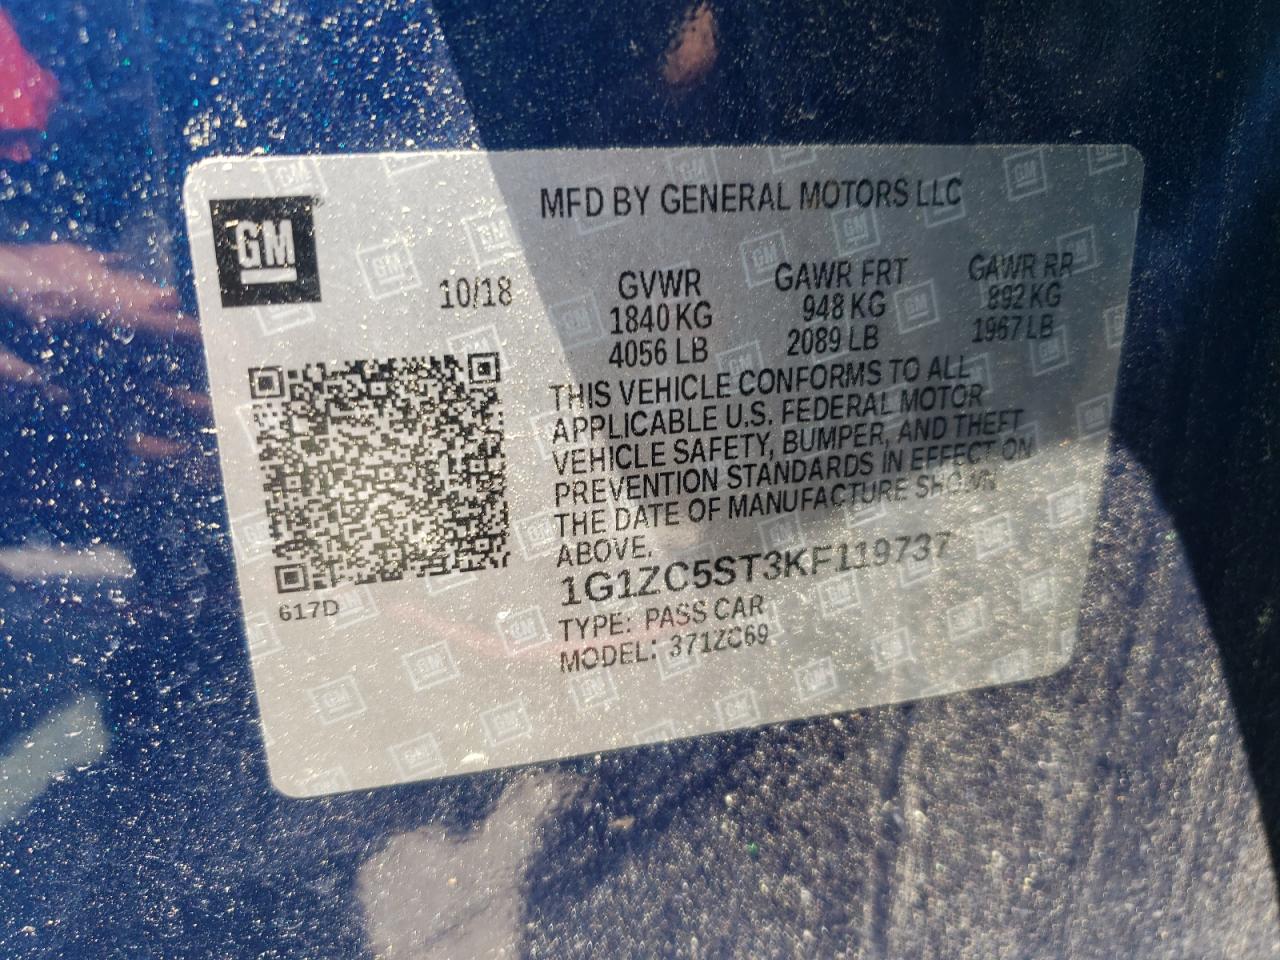 GM
MFD BY GENERAL MOTORS LLC
10/18
GVWR
1840 KG
4056 LB
GAWR FRT
948 KG
2089 LB
GAWR RR
892 KG
1967 LB
THIS VEHICLE CONFORMS TO ALL
APPLICABLE U.S. FEDERAL MOTOR
VEHICLE SAFETY, BUMPER, AND THEFT
PREVENTION STANDARDS IN EFFECT ON
THE DATE OF MANUFACTURE SHOWN
ABOVE.
1G1ZC5ST3KF119737
TYPE: PASS CAR
MODEL: 371ZC69
617D